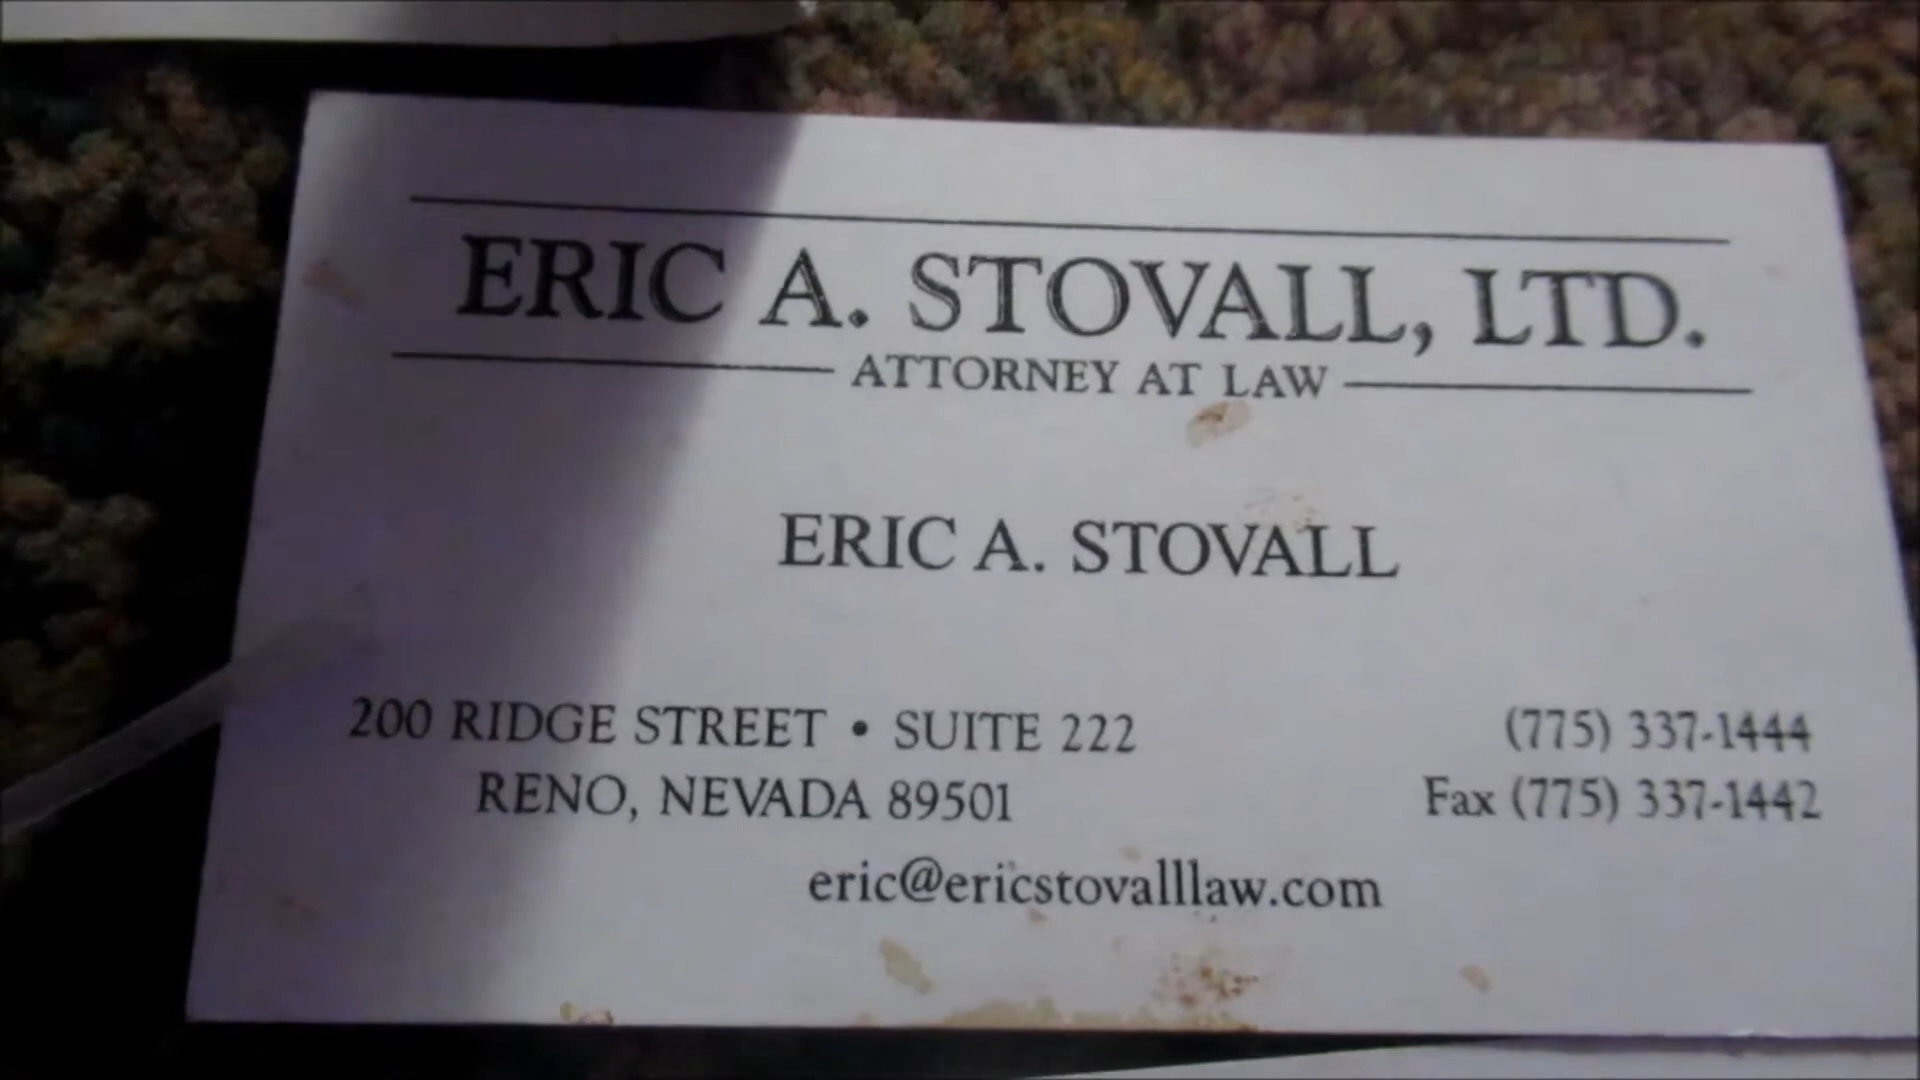 ERIC A. STOVALL, LTD.
ATTORNEY AT LAW
ERIC A. STOVALL
200 RIDGE STREET • SUITE 222
RENO, NEVADA 89501
(775) 337-1444
Fax (775) 337-1442
eric@ericstovalllaw.com